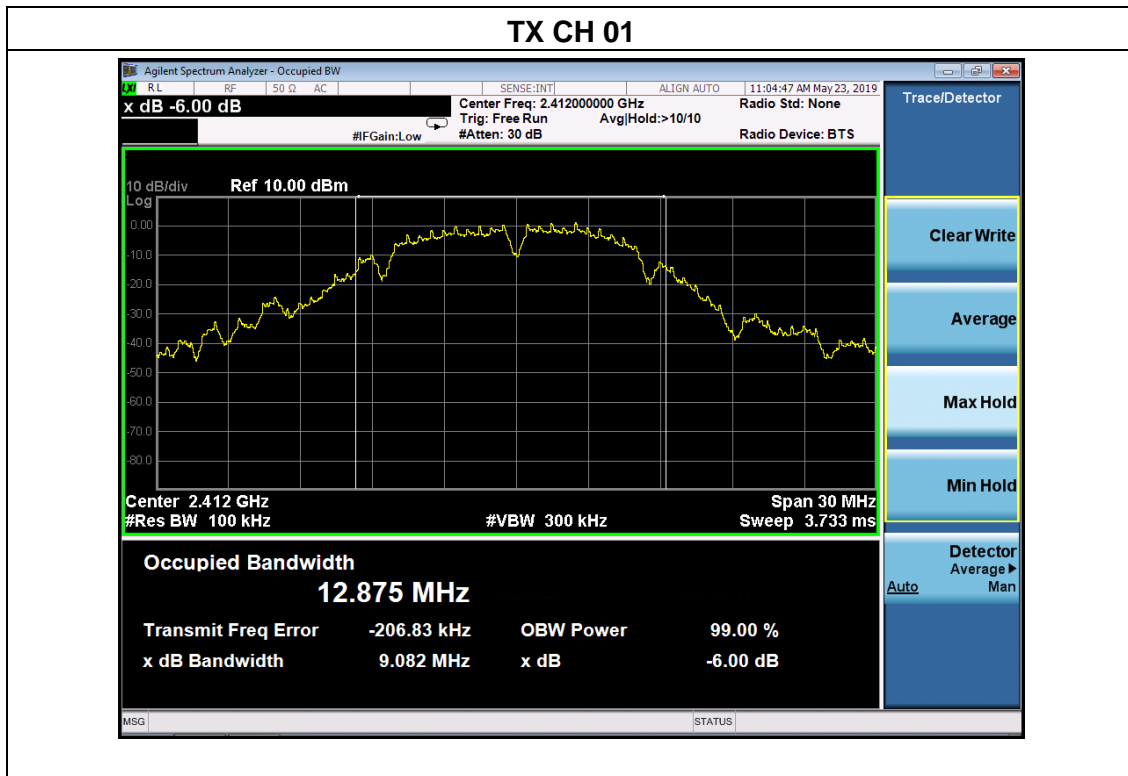 TX CH 01
Agilent Spectrum Analyzer - Occupied BW
LXI RL RF 50 Ω AC SENSE:INT ALIGN AUTO 11:04:47 AM May 23, 2019
x dB -6.00 dB
Center Freq: 2.412000000 GHz
Radio Std: None
Trig: Free Run Avg|Hold:>10/10
#IFGain:Low #Atten: 30 dB Radio Device: BTS
Trace/Detector
10 dB/div Ref 10.00 dBm
Log
0.00
-10.0
-20.0
-30.0
-40.0
-50.0
-60.0
-70.0
-80.0
Center 2.412 GHz Span 30 MHz
#Res BW 100 kHz #VBW 300 kHz Sweep 3.733 ms
Clear Write
Average
Max Hold
Min Hold
Detector
Average▶
Auto Man
Occupied Bandwidth
12.875 MHz
Transmit Freq Error -206.83 kHz OBW Power 99.00 %
x dB Bandwidth 9.082 MHz x dB -6.00 dB
MSG STATUS